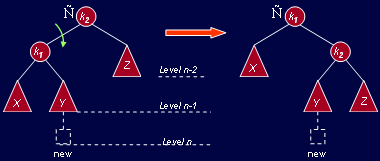 Ñ k2
Ñ
k1
Z
X
k2
X
Y
Level n-2
Y
Z
Level n-1
Level n
new
new
k1